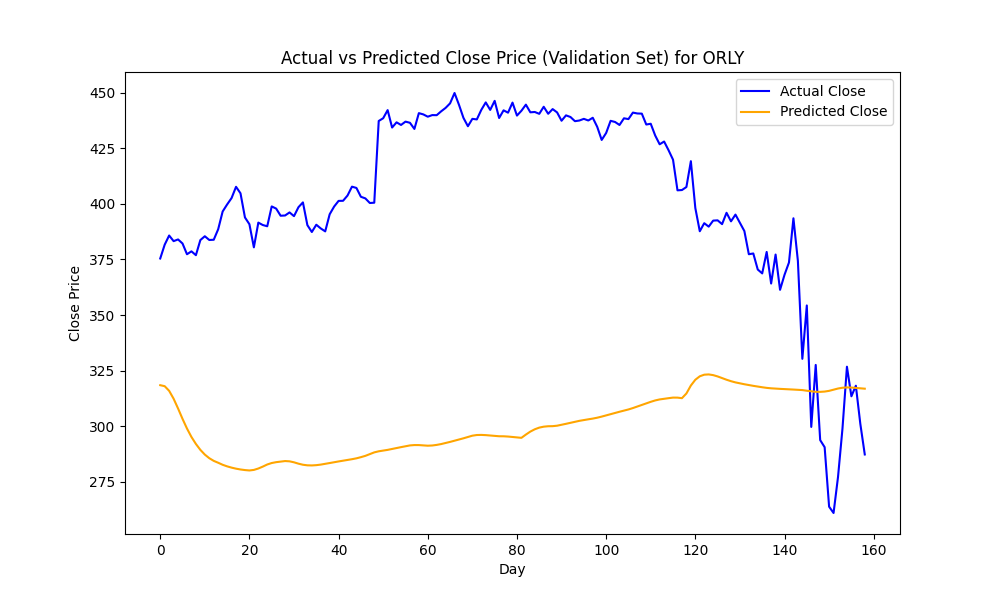 Actual vs Predicted Close Price (Validation Set) for ORLY
Actual Close
Predicted Close
Close Price
450
425
400
375
350
325
300
275
0 20 40 60 80 100 120 140 160
Day